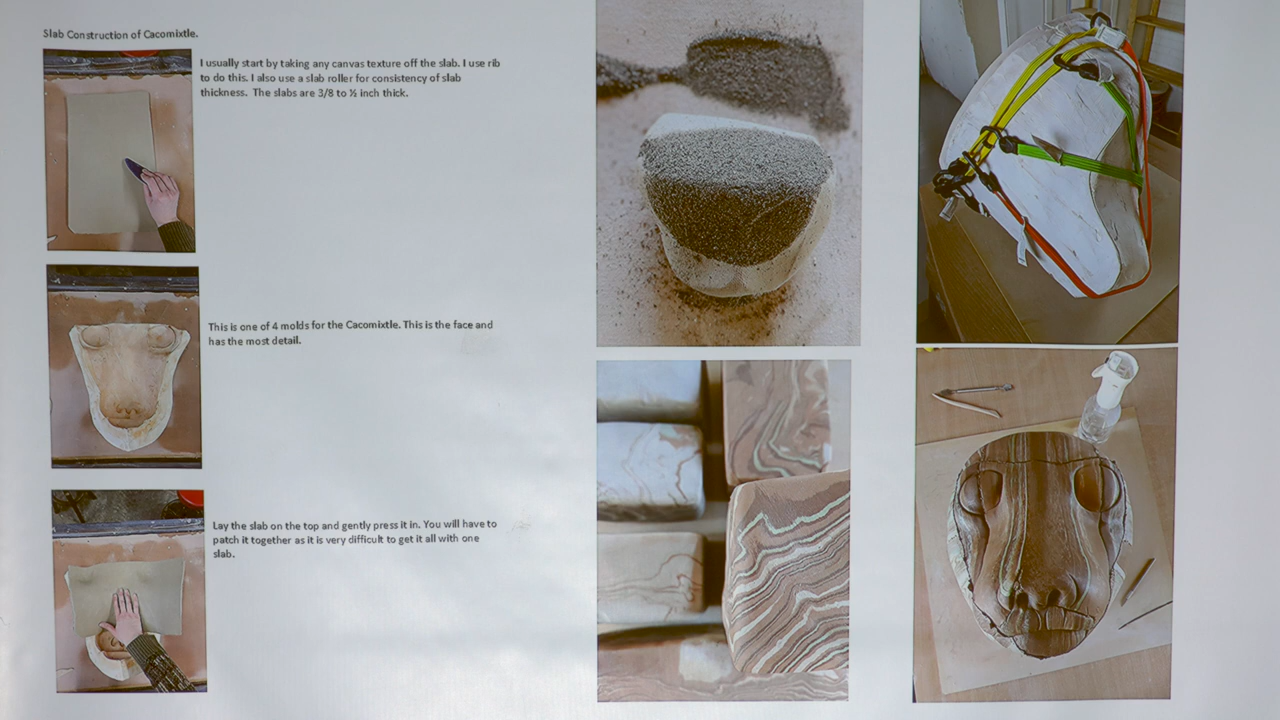 Slab Construction of Cacomixtle.
I usually start by taking any canvas texture off the slab. I use rib
to do this. I also use a slab roller for consistency of slab
thickness. The slabs are 3/8 to ½ inch thick.
This is one of 4 molds for the Cacomixtle. This is the face and
has the most detail.
Lay the slab on the top and gently press it in. You will have to
patch it together as it is very difficult to get it all with one
slab.